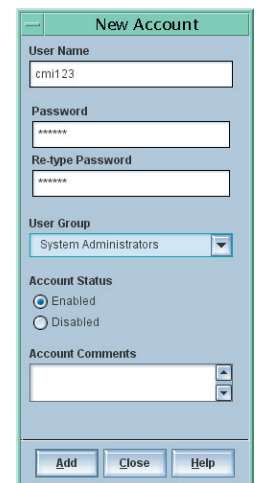 New Account
User Name
cmi123
Password
******
Re-type Password
******
User Group
System Administrators
Account Status
Enabled
Disabled
Account Comments
Add Close Help